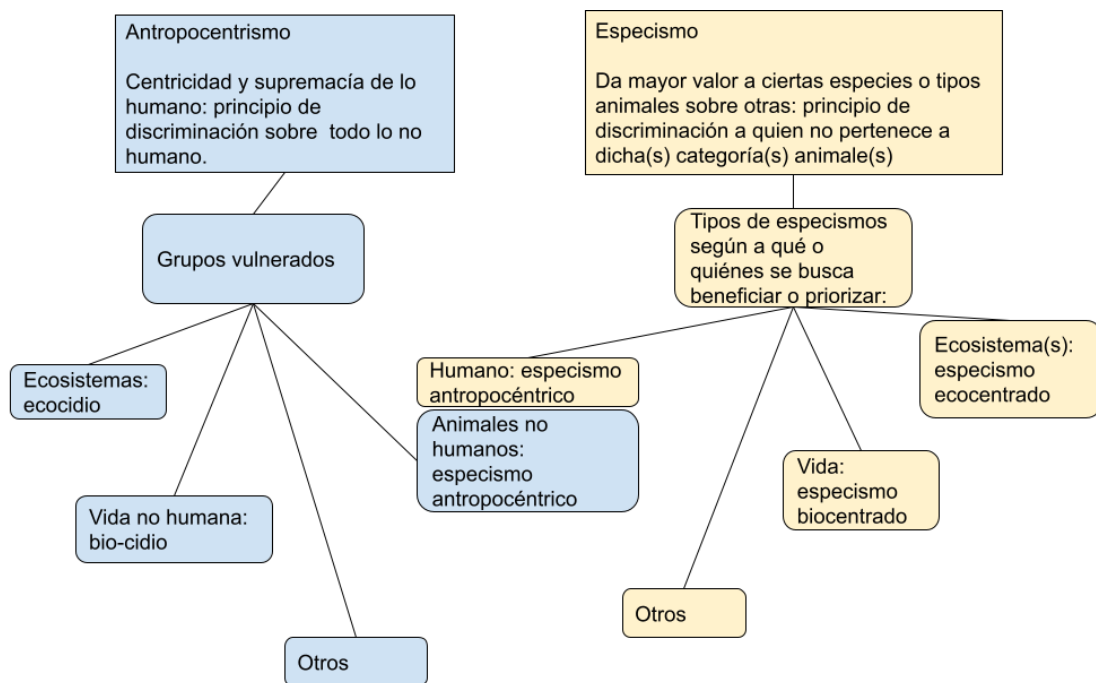 Antropocentrismo
Centricidad y supremacía de lo
humano: principio de
discriminación sobre todo lo no
humano.
Especismo
Da mayor valor a ciertas especies o tipos
animales sobre otras: principio de
discriminación a quien no pertenece a
dicha(s) categoría(s) animale(s)
Grupos vulnerados
Tipos de especismos
según a qué o
quiénes se busca
beneficiar o priorizar:
Ecosistemas:
ecocidio
Humano: especismo
antropocéntrico
Ecosistema(s):
especismo
ecocentrado
Animales no
humanos:
especismo
antropocéntrico
Vida no humana:
bio-cidio
Vida:
especismo
biocentrado
Otros
Otros